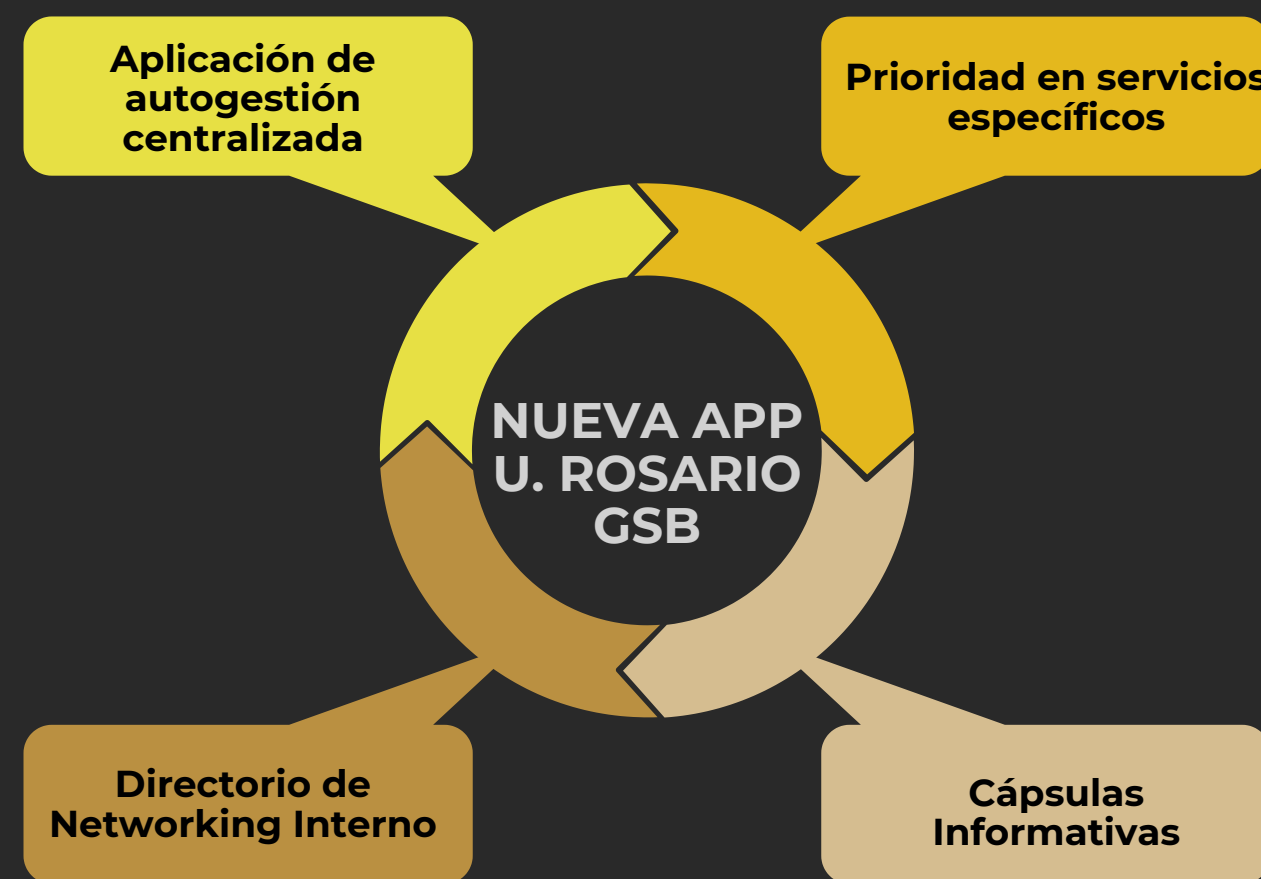 Aplicación de
autogestión
centralizada
Prioridad en servicios
específicos
NUEVA APP
U. ROSARIO
GSB
Directorio de
Networking Interno
Cápsulas
Informativas